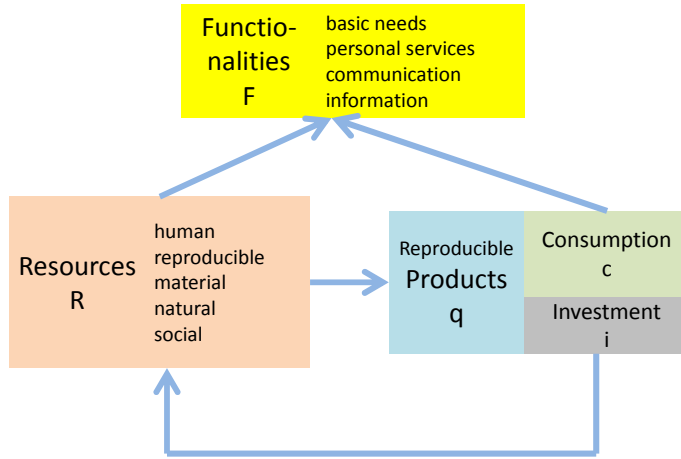 Functio-
nalities
F
basic needs
personal services
communication
information
Resources
R
human
reproducible
material
natural
social
Reproducible
Products
q
Consumption
c
Investment
i